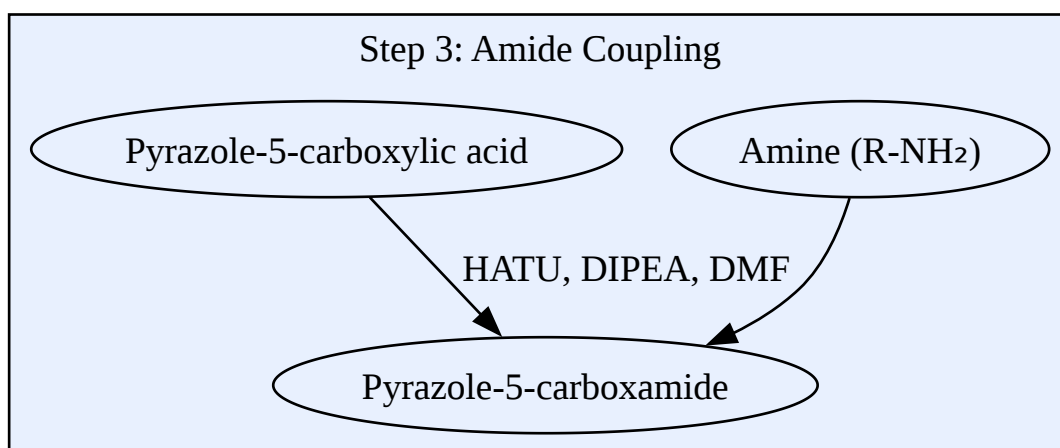 Step 3: Amide Coupling
Pyrazole-5-carboxylic acid
Amine (R-NH₂)
HATU, DIPEA, DMF
Pyrazole-5-carboxamide